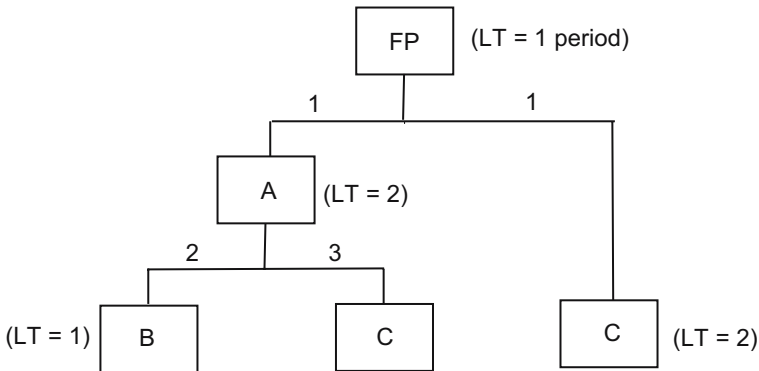 FP (LT = 1 period)
1 1
A (LT = 2)
2 3
(LT = 1) B C C (LT = 2)